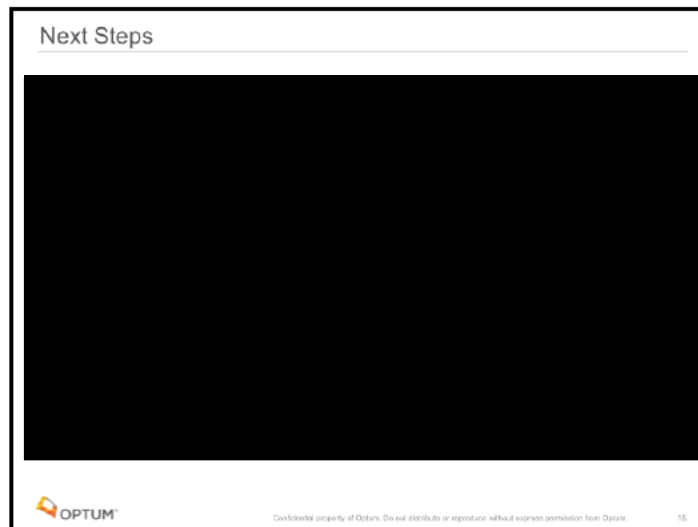 Next Steps
OPTUM®
Confidential property of Optum. Do not distribute or reproduce without express permission from Optum. 15